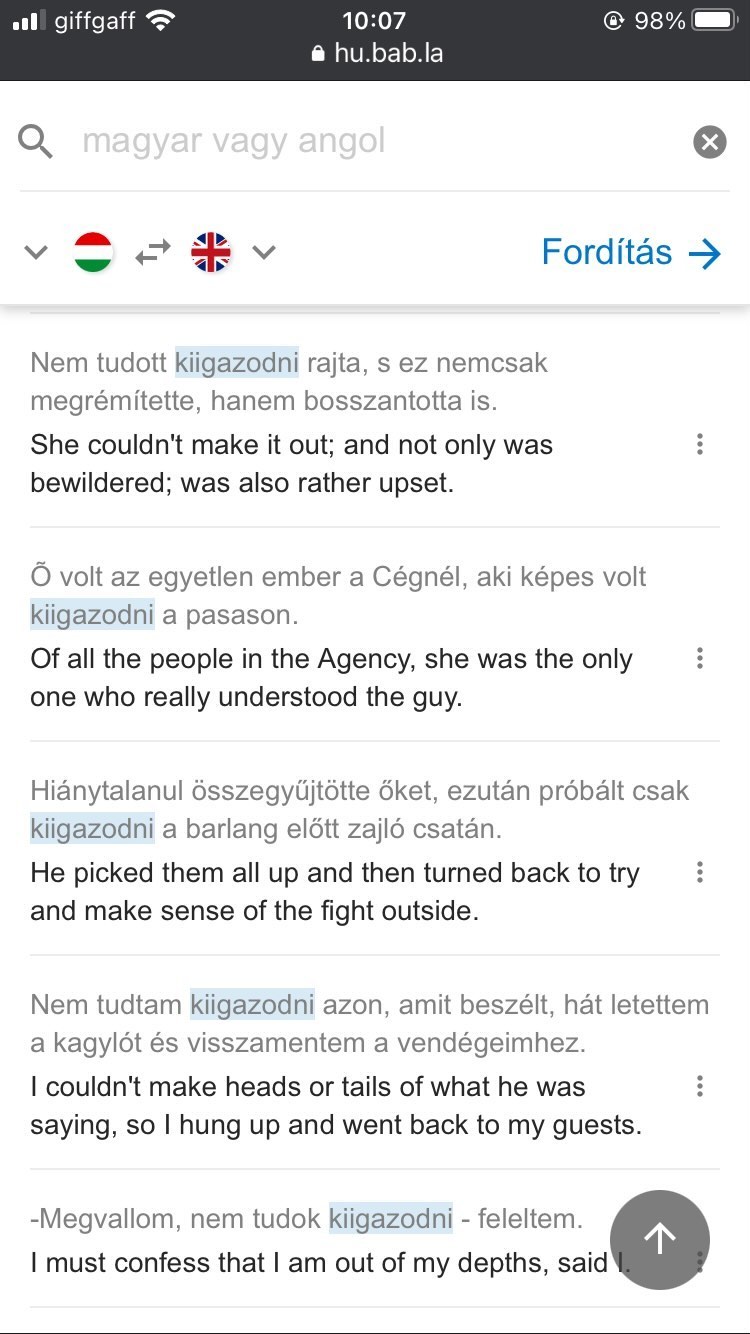 giffgaff 10:07 98%
hu.bab.la
magyar vagy angol
Fordítás
Nem tudott kiigazodni rajta, s ez nemcsak
megrémítette, hanem bosszantotta is.
She couldn't make it out; and not only was
bewildered; was also rather upset.
Õ volt az egyetlen ember a Cégnél, aki képes volt
kiigazodni a pasason.
Of all the people in the Agency, she was the only
one who really understood the guy.
Hiánytalanul összegyűjtötte őket, ezután próbált csak
kiigazodni a barlang előtt zajló csatán.
He picked them all up and then turned back to try
and make sense of the fight outside.
Nem tudtam kiigazodni azon, amit beszélt, hát letettem
a kagylót és visszamentem a vendégeimhez.
I couldn't make heads or tails of what he was
saying, so I hung up and went back to my guests.
-Megvallom, nem tudok kiigazodni - feleltem.
I must confess that I am out of my depths, said I.